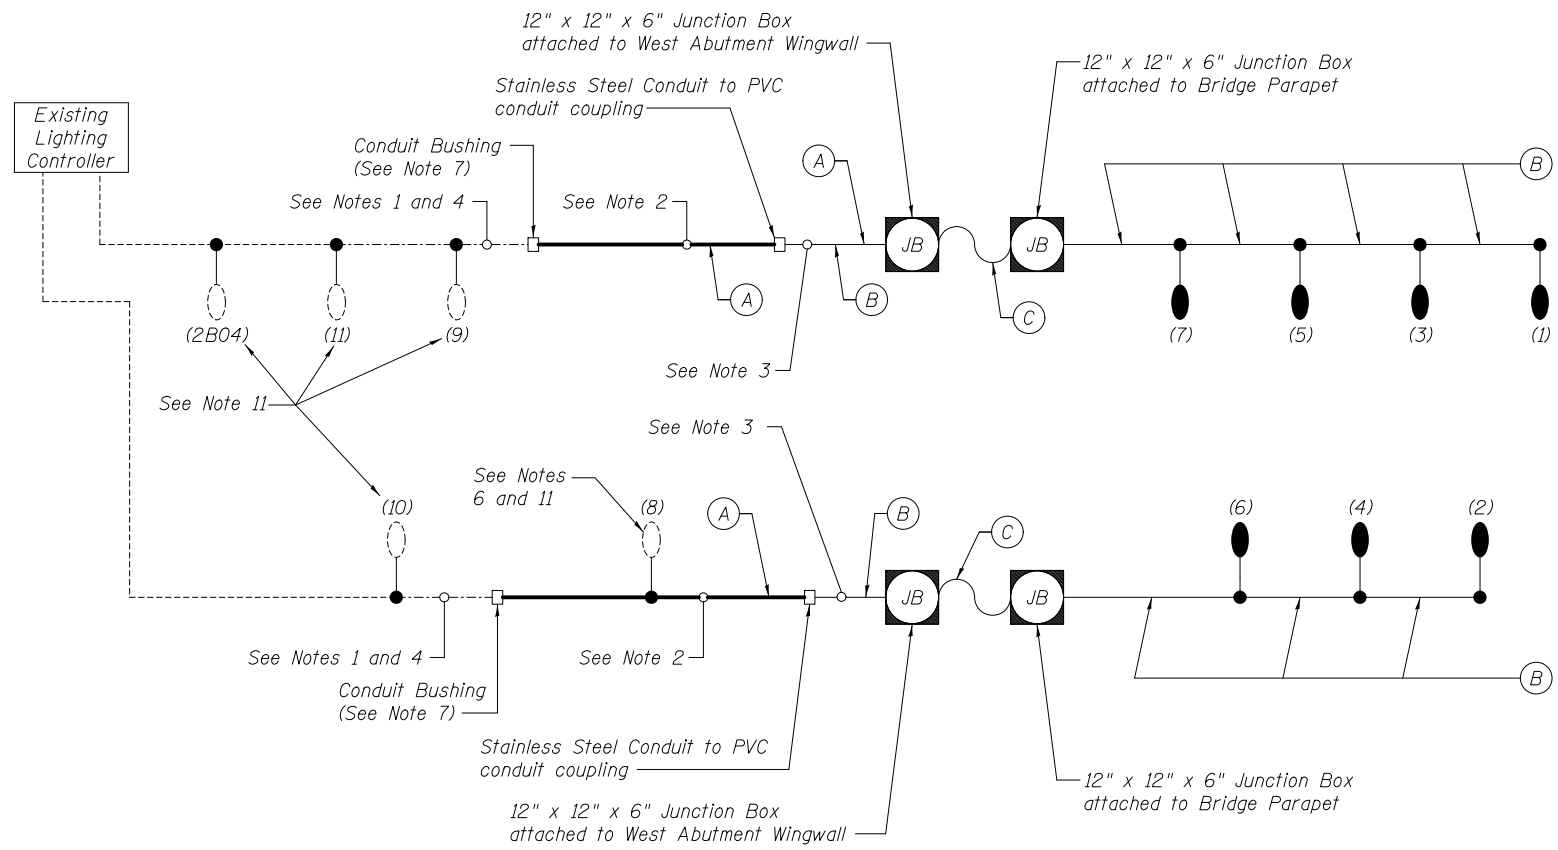 12" x 12" x 6" Junction Box
attached to West Abutment Wingwall
12" x 12" x 6" Junction Box
attached to Bridge Parapet
Stainless Steel Conduit to PVC
conduit coupling
Existing
Lighting
Controller
Conduit Bushing
(See Note 7)
A
B
See Notes 1 and 4
See Note 2
JB
JB
A
B
C
(2B04)
(11)
(9)
(7)
(5)
(3)
(1)
See Note 3
See Note 11
See Note 3
See Notes
6 and 11
(10)
(8)
A
B
C
(6)
(4)
(2)
JB
JB
See Notes 1 and 4
See Note 2
B
Conduit Bushing
(See Note 7)
Stainless Steel Conduit to PVC
conduit coupling
12" x 12" x 6" Junction Box
attached to Bridge Parapet
12" x 12" x 6" Junction Box
attached to West Abutment Wingwall